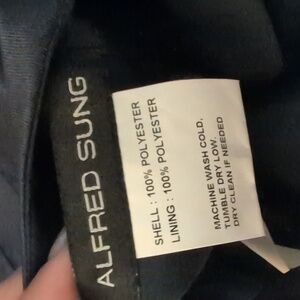 ALFRED SUNG
SHELL : 100% POLYESTER
LINING : 100% POLYESTER
MACHINE WASH COLD.
TUMBLE DRY LOW.
DRY CLEAN IF NEEDED